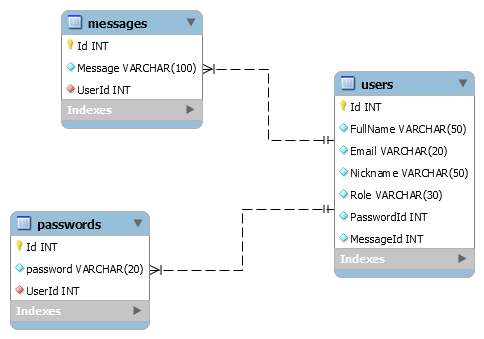 messages
Id INT
Message VARCHAR(100)
UserId INT
Indexes
users
Id INT
FullName VARCHAR(50)
Email VARCHAR(20)
Nickname VARCHAR(50)
Role VARCHAR(30)
PasswordId INT
MessageId INT
Indexes
passwords
Id INT
password VARCHAR(20)
UserId INT
Indexes